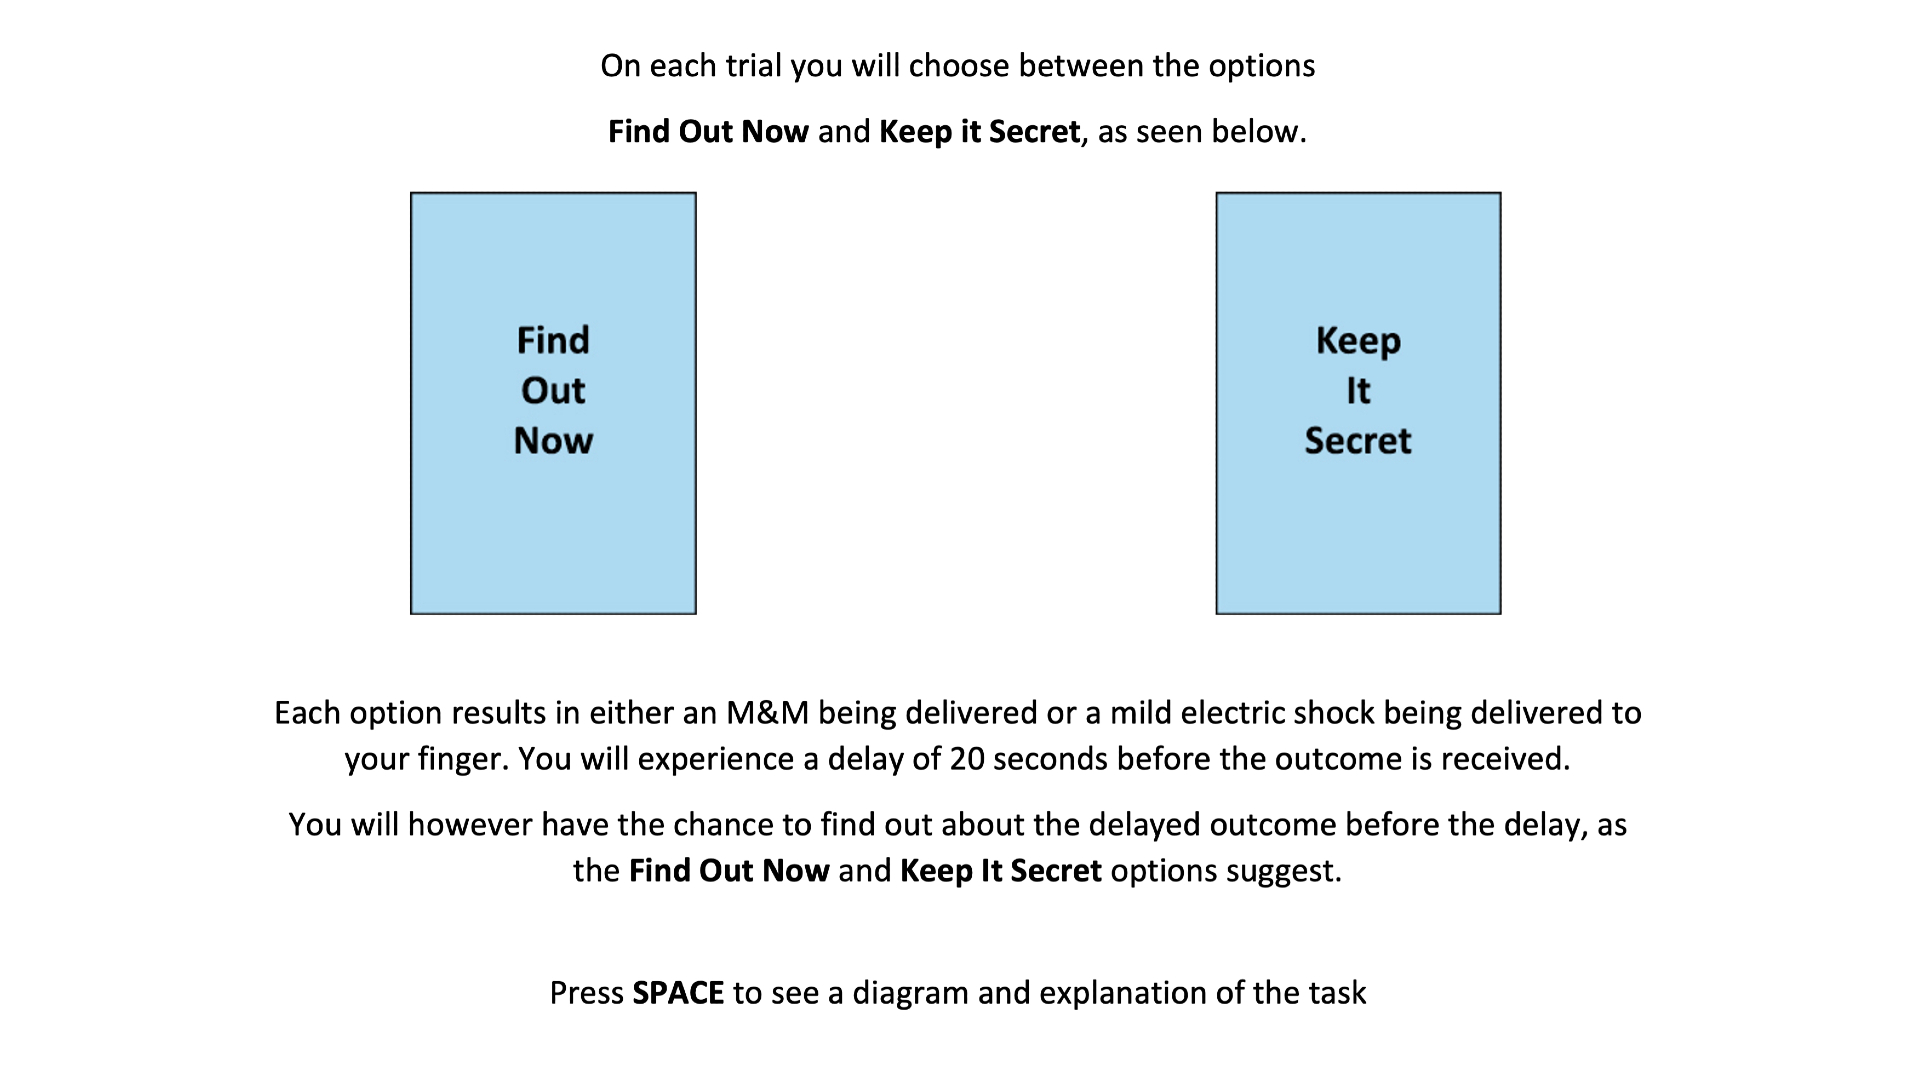 On each trial you will choose between the options
Find Out Now and Keep it Secret, as seen below.
Find
Out
Now
Keep
It
Secret
Each option results in either an M&M being delivered or a mild electric shock being delivered to
your finger. You will experience a delay of 20 seconds before the outcome is received.
You will however have the chance to find out about the delayed outcome before the delay, as
the Find Out Now and Keep It Secret options suggest.
Press SPACE to see a diagram and explanation of the task